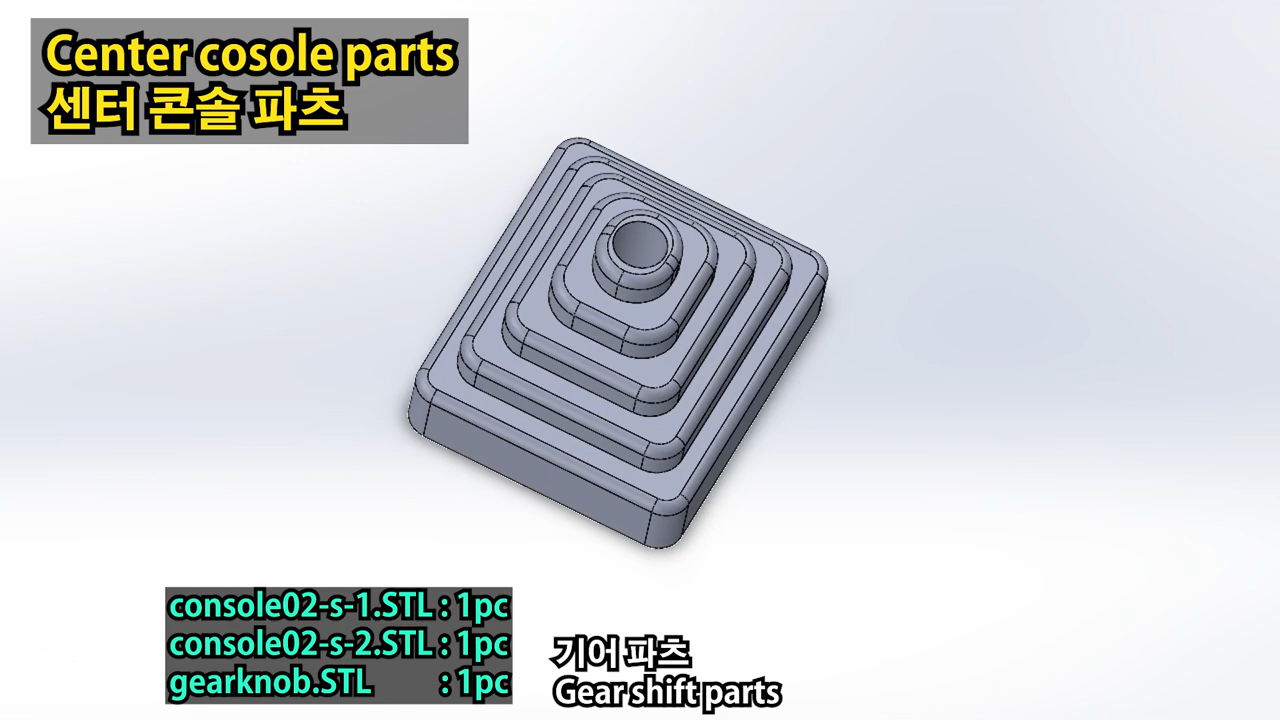 Center cosole parts
센터 콘솔 파츠
console02-s-1.STL : 1pc
console02-s-2.STL : 1pc
gearknob.STL : 1pc
기어 파츠
Gear shift parts